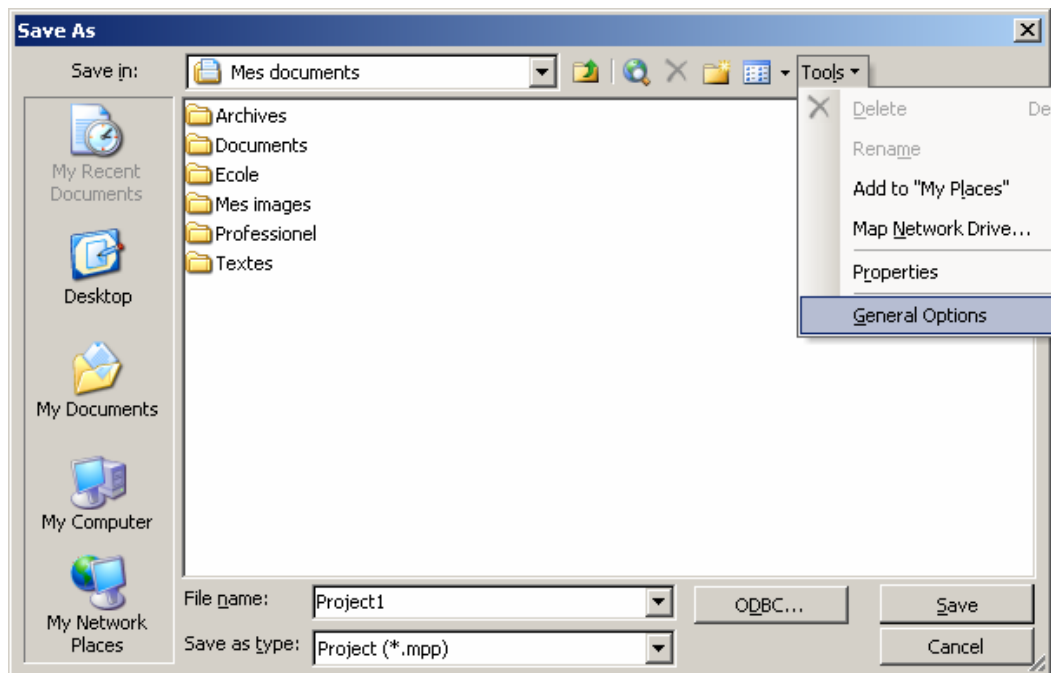 Save As
Save in:
Mes documents
Tools
Archives
Documents
Ecole
Mes images
Professionel
Textes
My Recent
Documents
Desktop
My Documents
My Computer
My Network
Places
Delete De
Rename
Add to "My Places"
Map Network Drive...
Properties
General Options
File name:
Project1
ODBC...
Save
Save as type:
Project (*.mpp)
Cancel